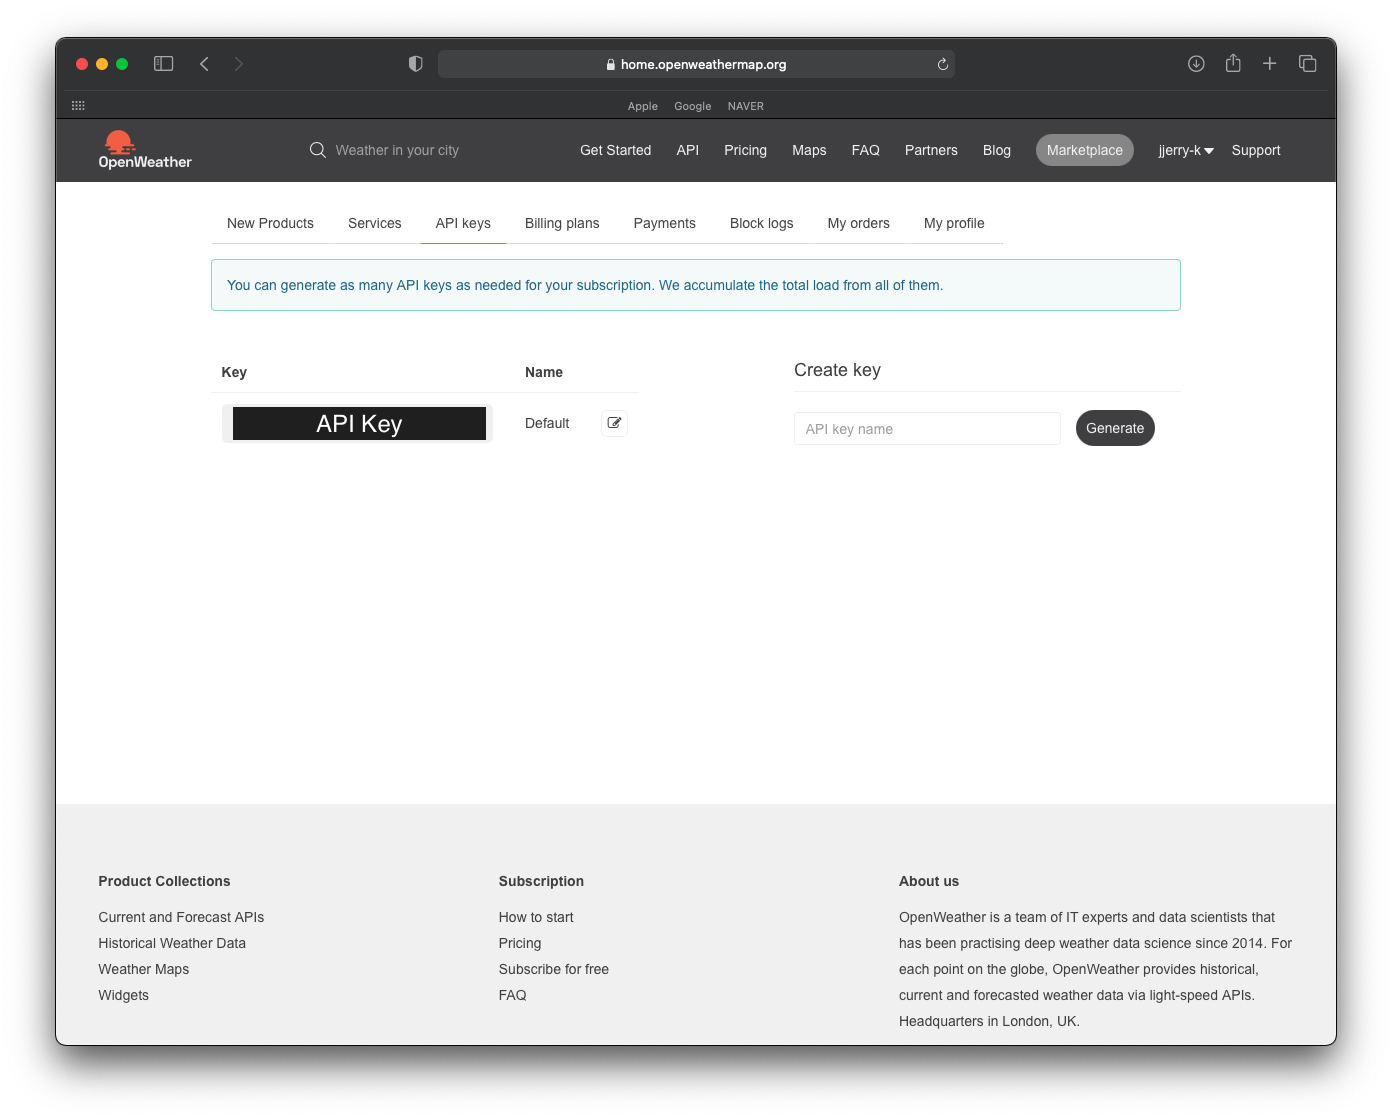 home.openweathermap.org
Apple Google NAVER
OpenWeather
Weather in your city
Get Started API Pricing Maps FAQ Partners Blog Marketplace jjerry-k Support
New Products Services API keys Billing plans Payments Block logs My orders My profile
You can generate as many API keys as needed for your subscription. We accumulate the total load from all of them.
Key Name
API Key Default
Create key
API key name Generate
Product Collections
Current and Forecast APIs
Historical Weather Data
Weather Maps
Widgets
Subscription
How to start
Pricing
Subscribe for free
FAQ
About us
OpenWeather is a team of IT experts and data scientists that
has been practising deep weather data science since 2014. For
each point on the globe, OpenWeather provides historical,
current and forecasted weather data via light-speed APIs.
Headquarters in London, UK.